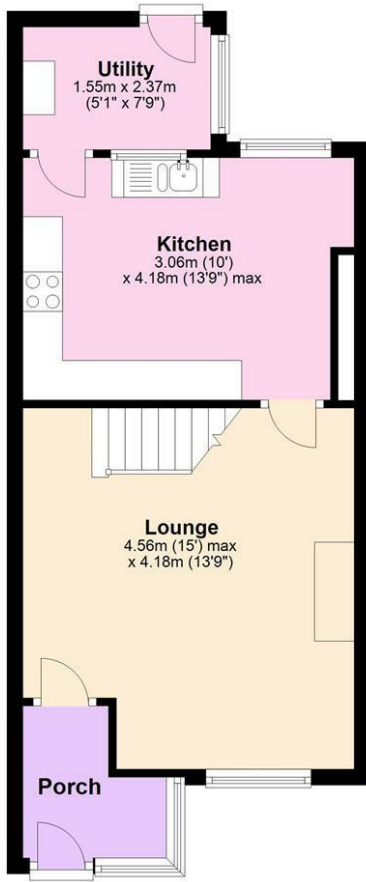 Utility
1.55m x 2.37m
(5'1" x 7'9")
Kitchen
3.06m (10')
x 4.18m (13'9") max
Lounge
4.56m (15') max
x 4.18m (13'9")
Porch